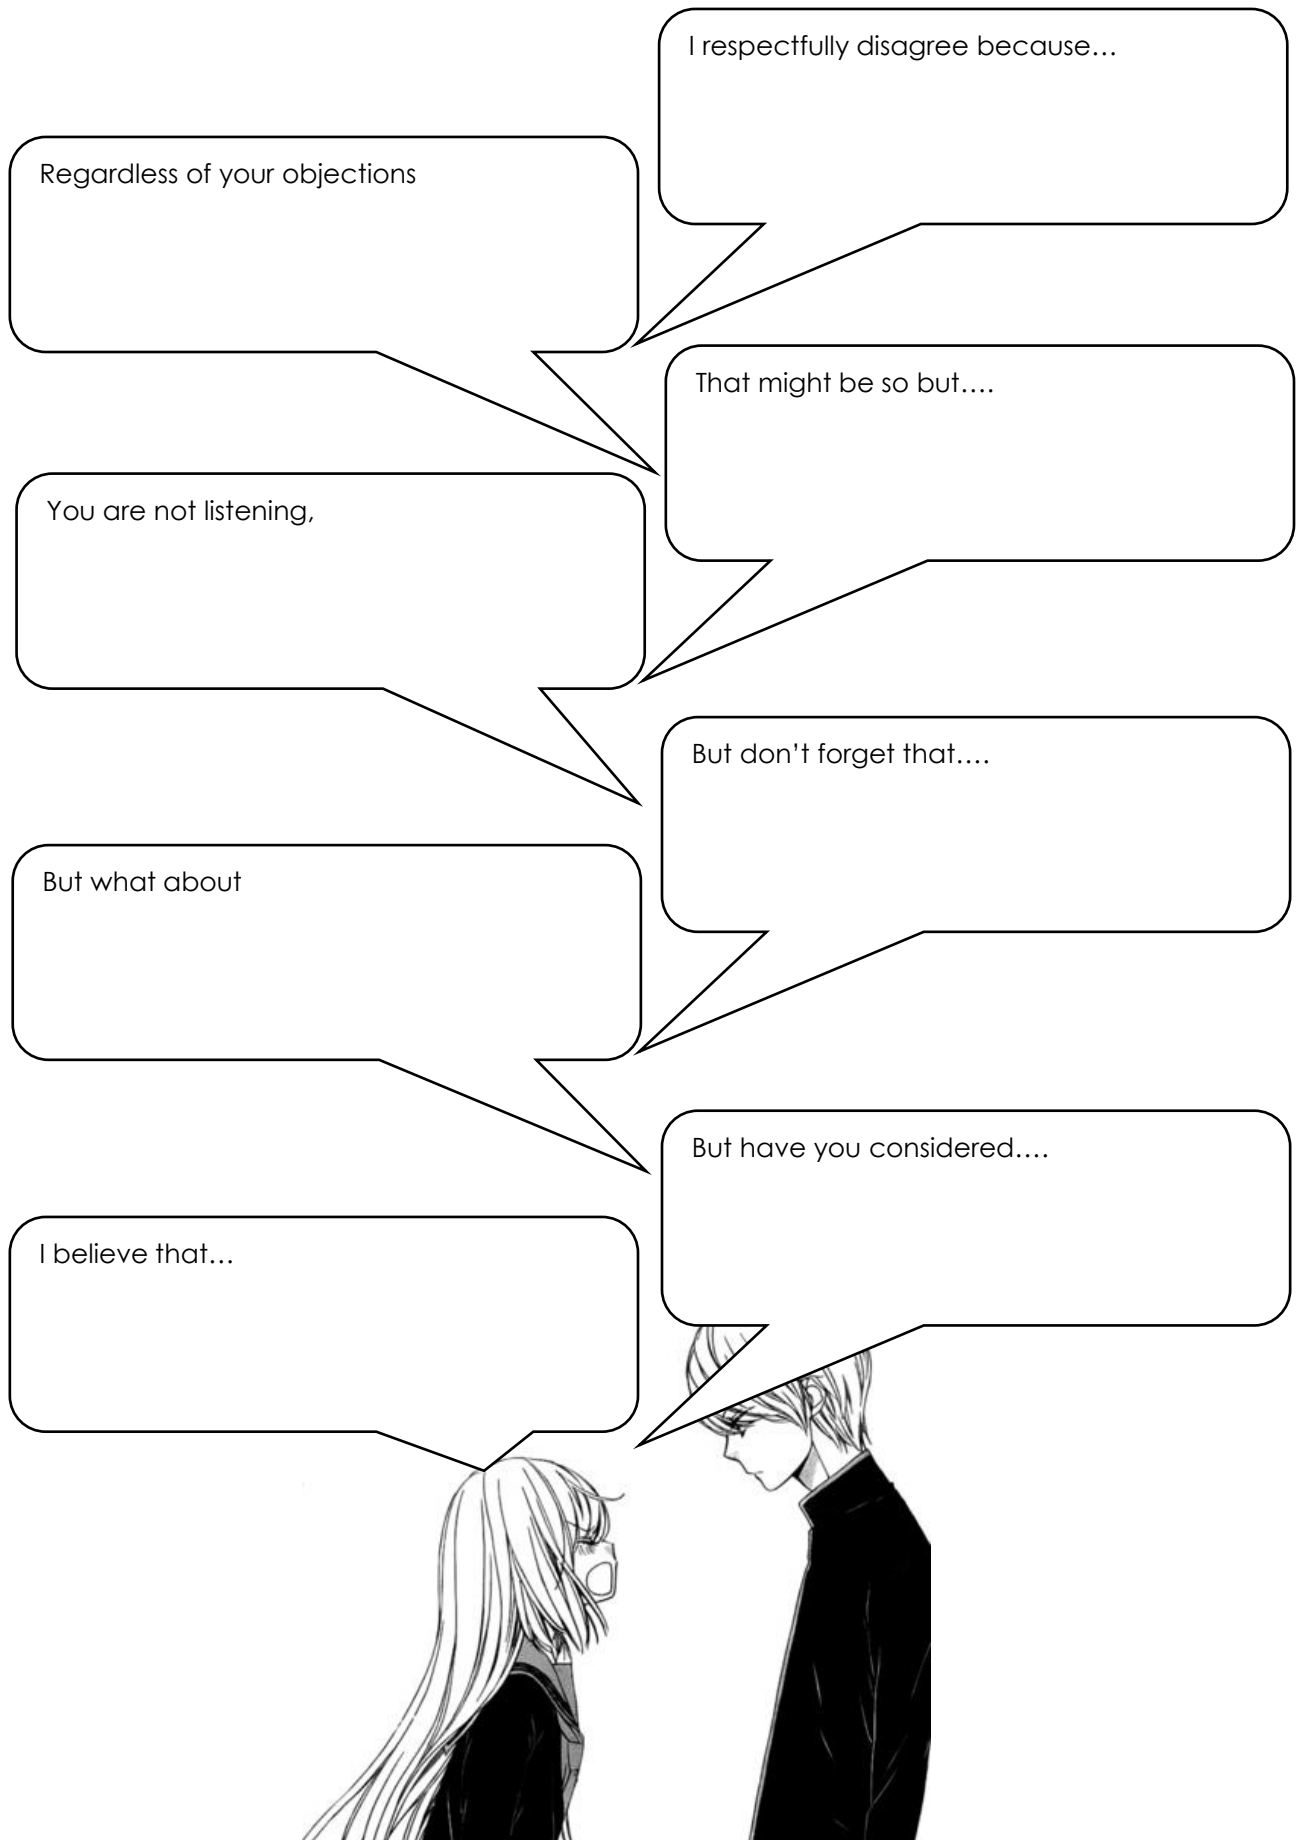 I respectfully disagree because…
Regardless of your objections
That might be so but….
You are not listening,
But don’t forget that….
But what about
But have you considered….
I believe that…